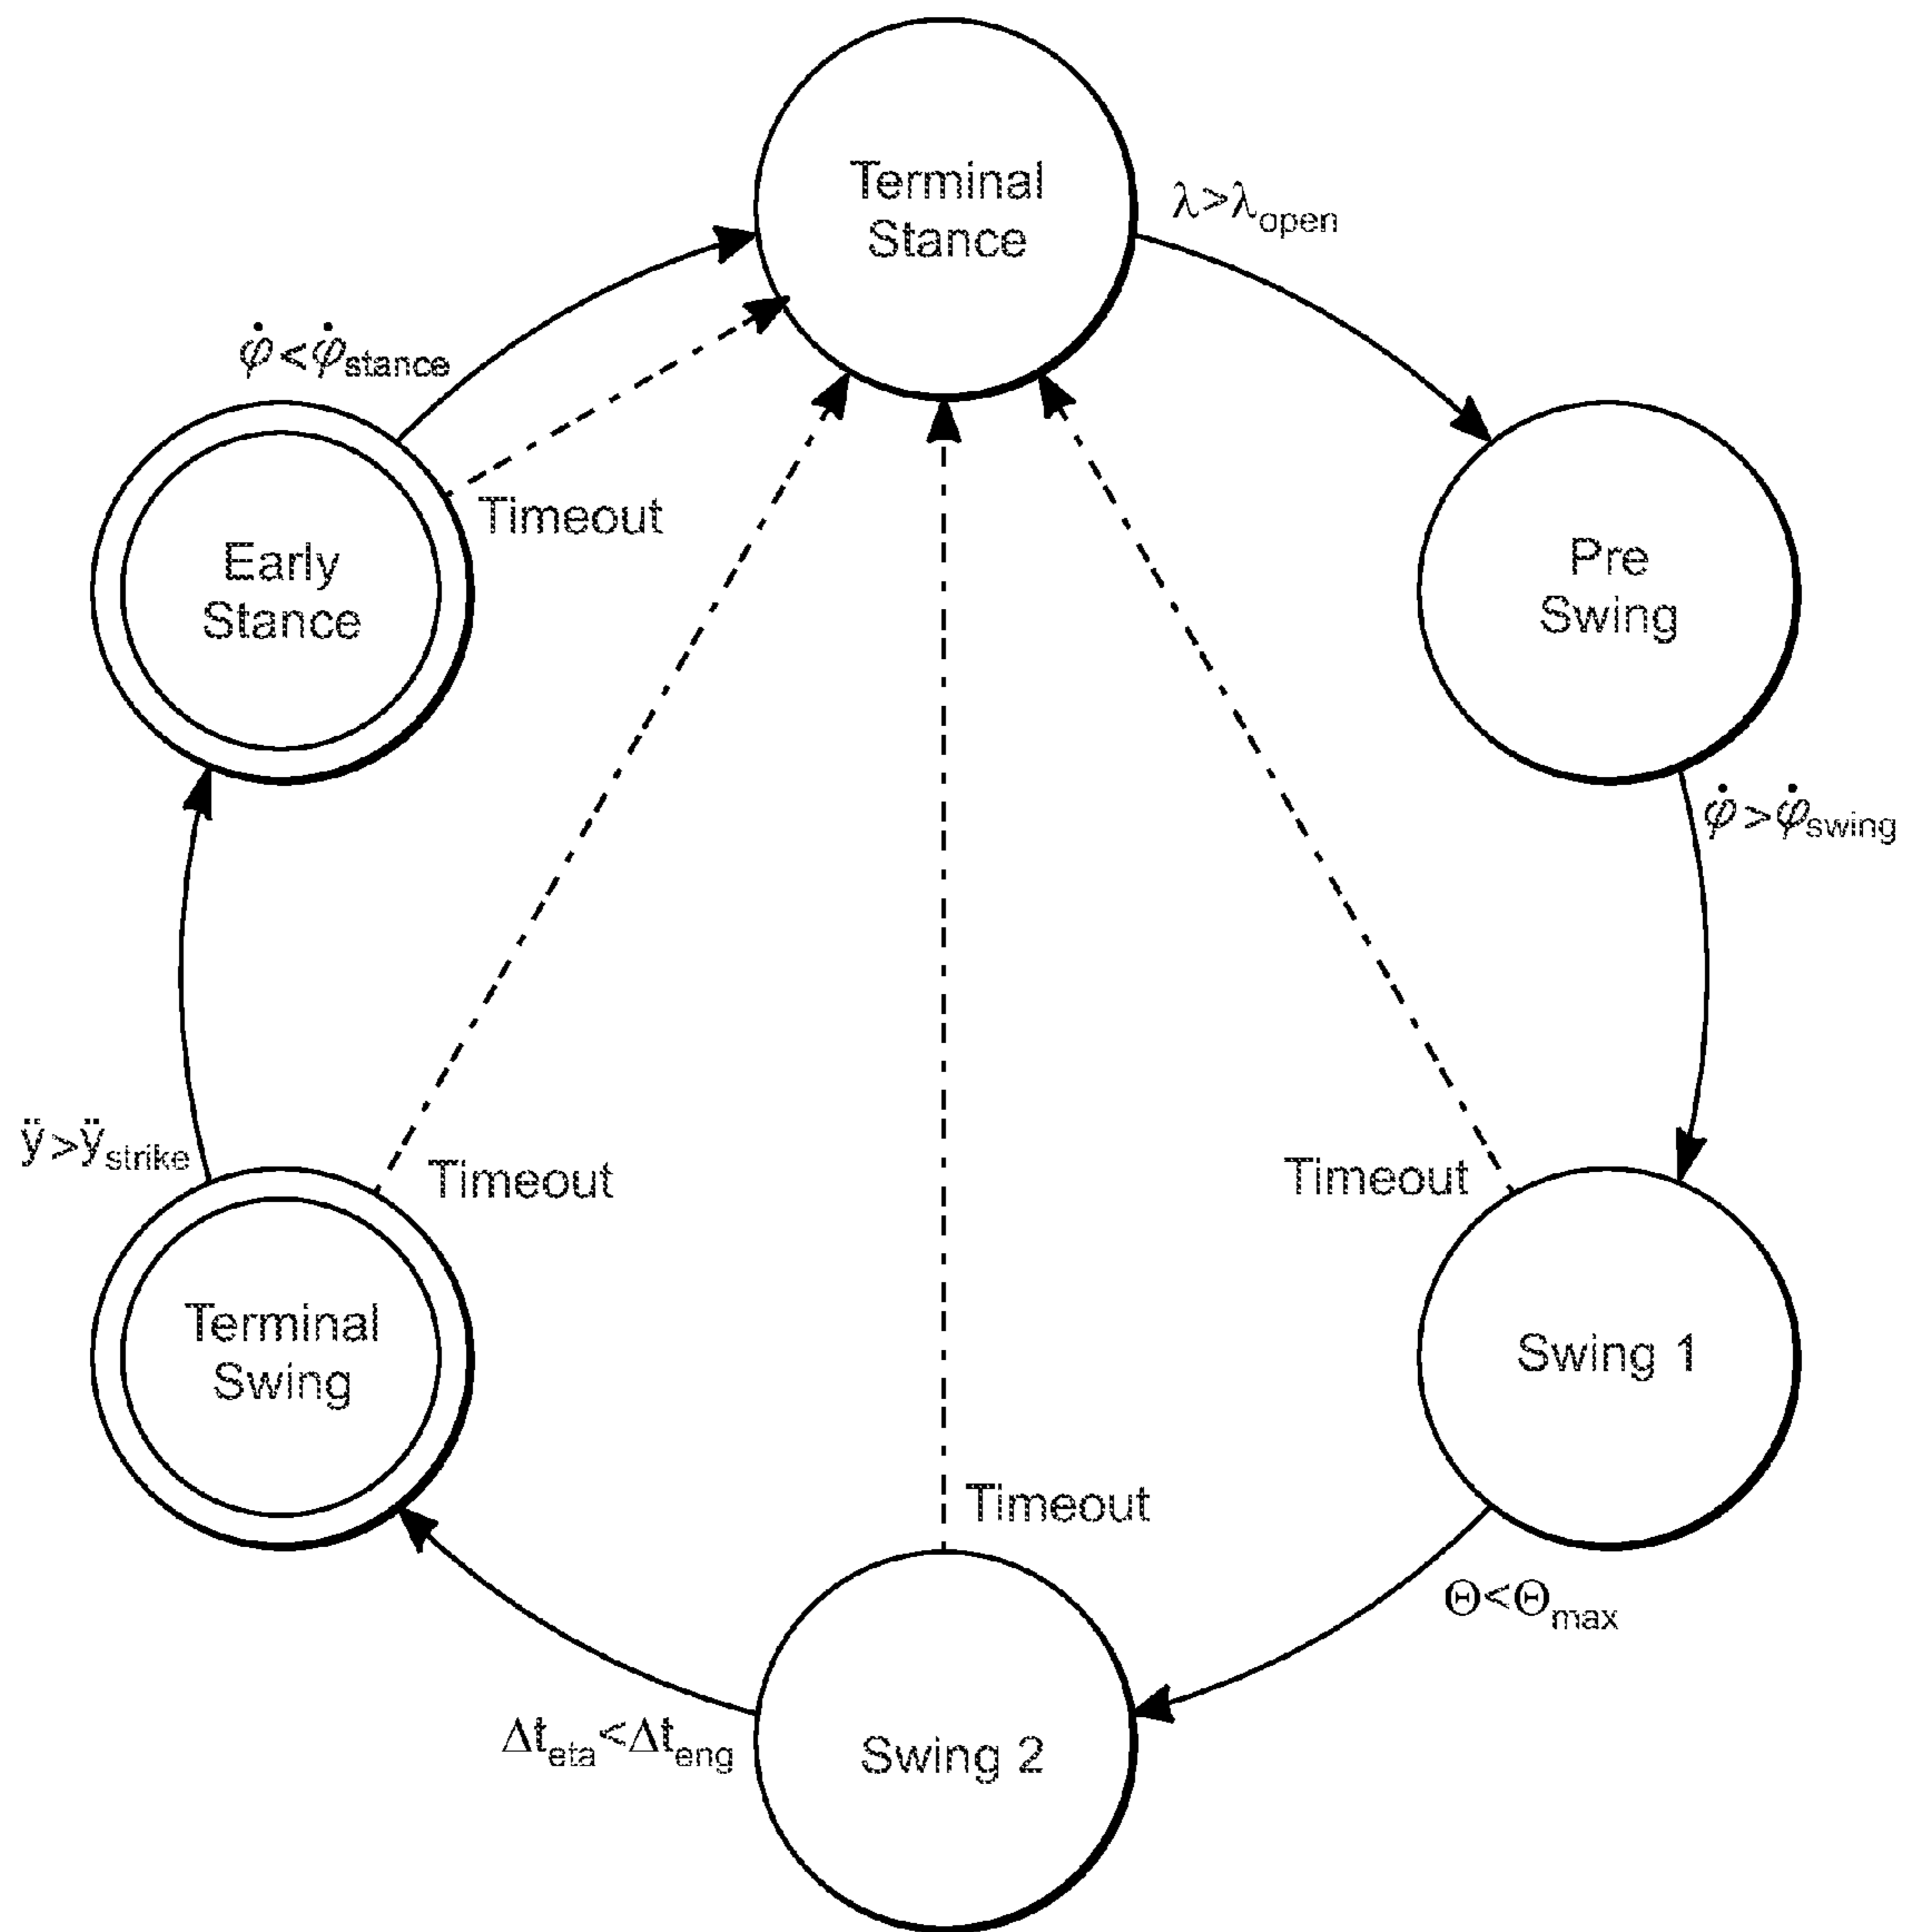 Terminal
Stance
λ>λopen
φ̇<φ̇stance
Timeout
Early
Stance
Pre
Swing
φ̇>φ̇swing
ÿ>ÿstrike
Timeout
Timeout
Terminal
Swing
Swing 1
Timeout
Θ<Θmax
Δteta<Δteng
Swing 2